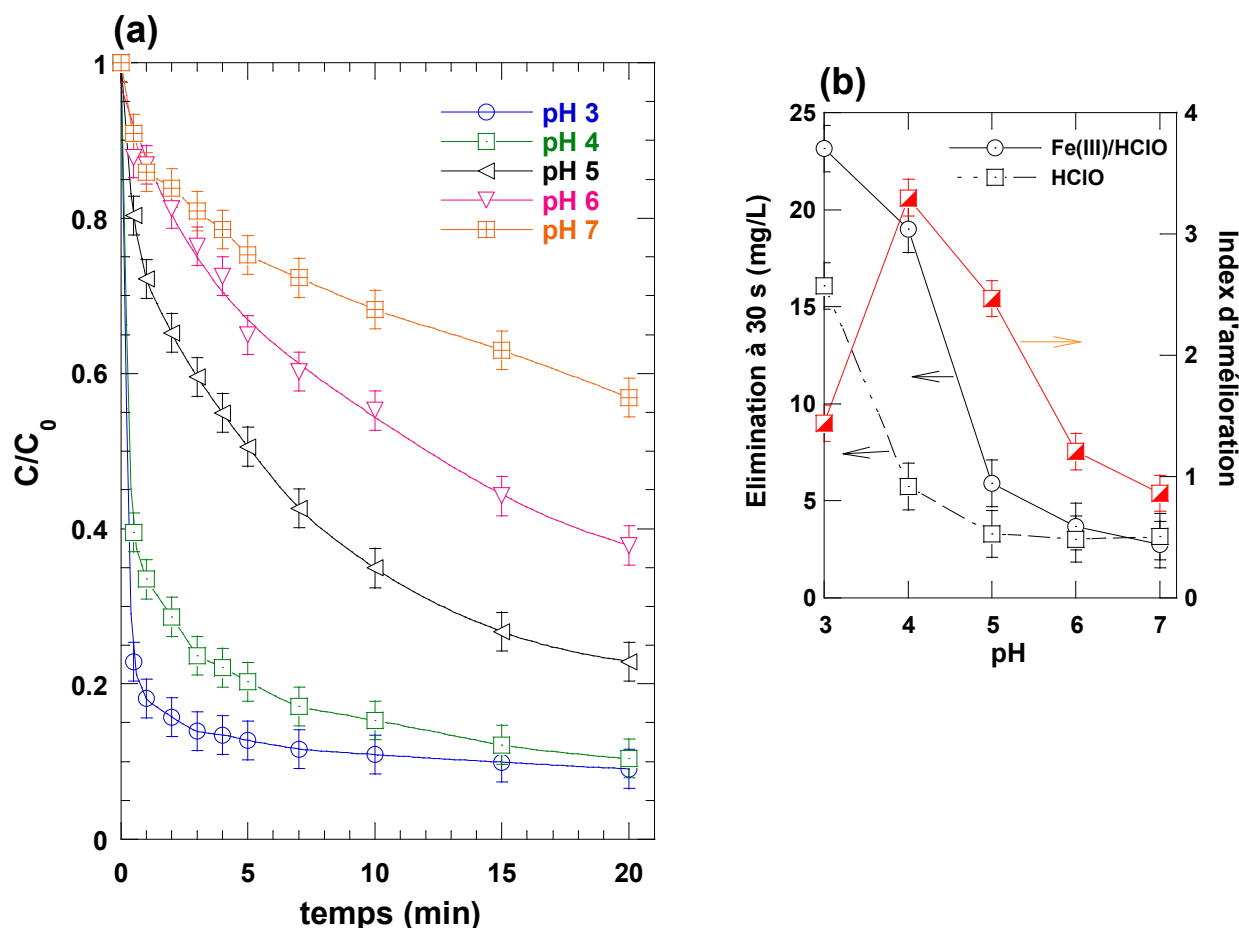 (a)
1
0.8
0.6
0.4
0.2
0
C/C0
0 5 10 15 20
temps (min)
pH 3
pH 4
pH 5
pH 6
pH 7
(b)
25
20
15
10
5
0
Elimination à 30 s (mg/L)
3 4 5 6 7
pH
4
3
2
1
0
Index d'amélioration
Fe(III)/HClO
HClO